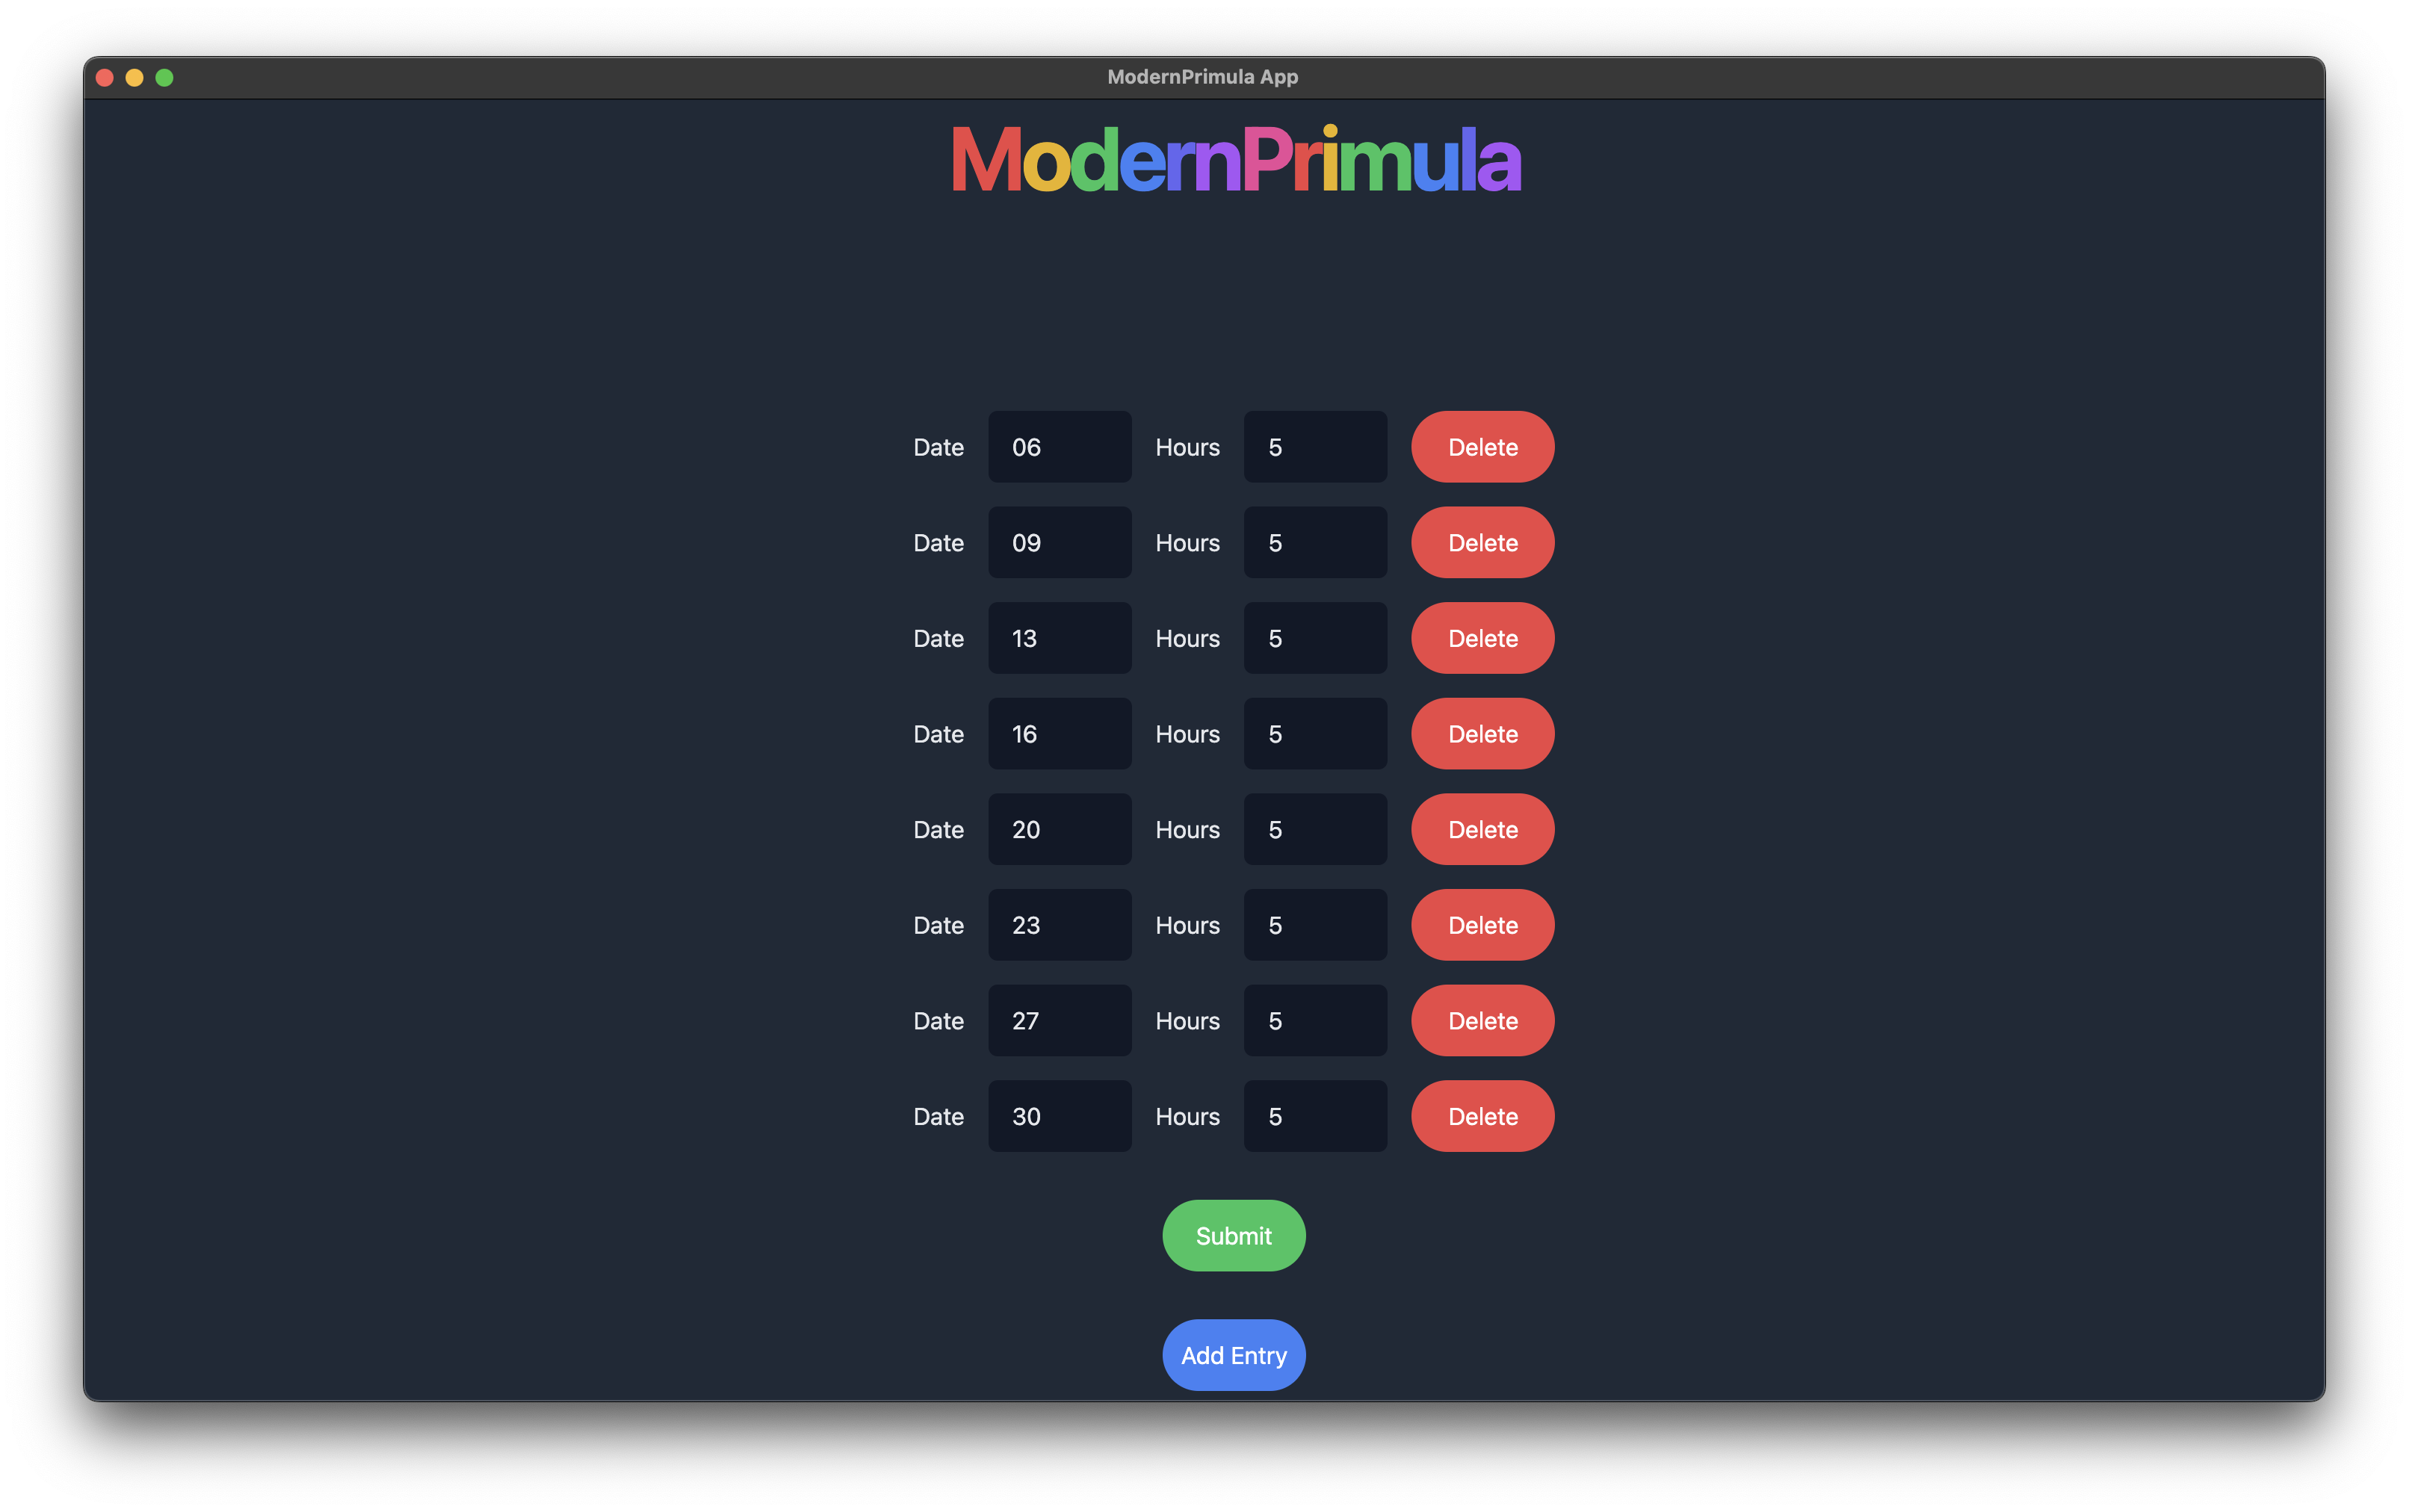 ModernPrimula App
ModernPrimula
Date 06 Hours 5 Delete
Date 09 Hours 5 Delete
Date 13 Hours 5 Delete
Date 16 Hours 5 Delete
Date 20 Hours 5 Delete
Date 23 Hours 5 Delete
Date 27 Hours 5 Delete
Date 30 Hours 5 Delete
Submit
Add Entry